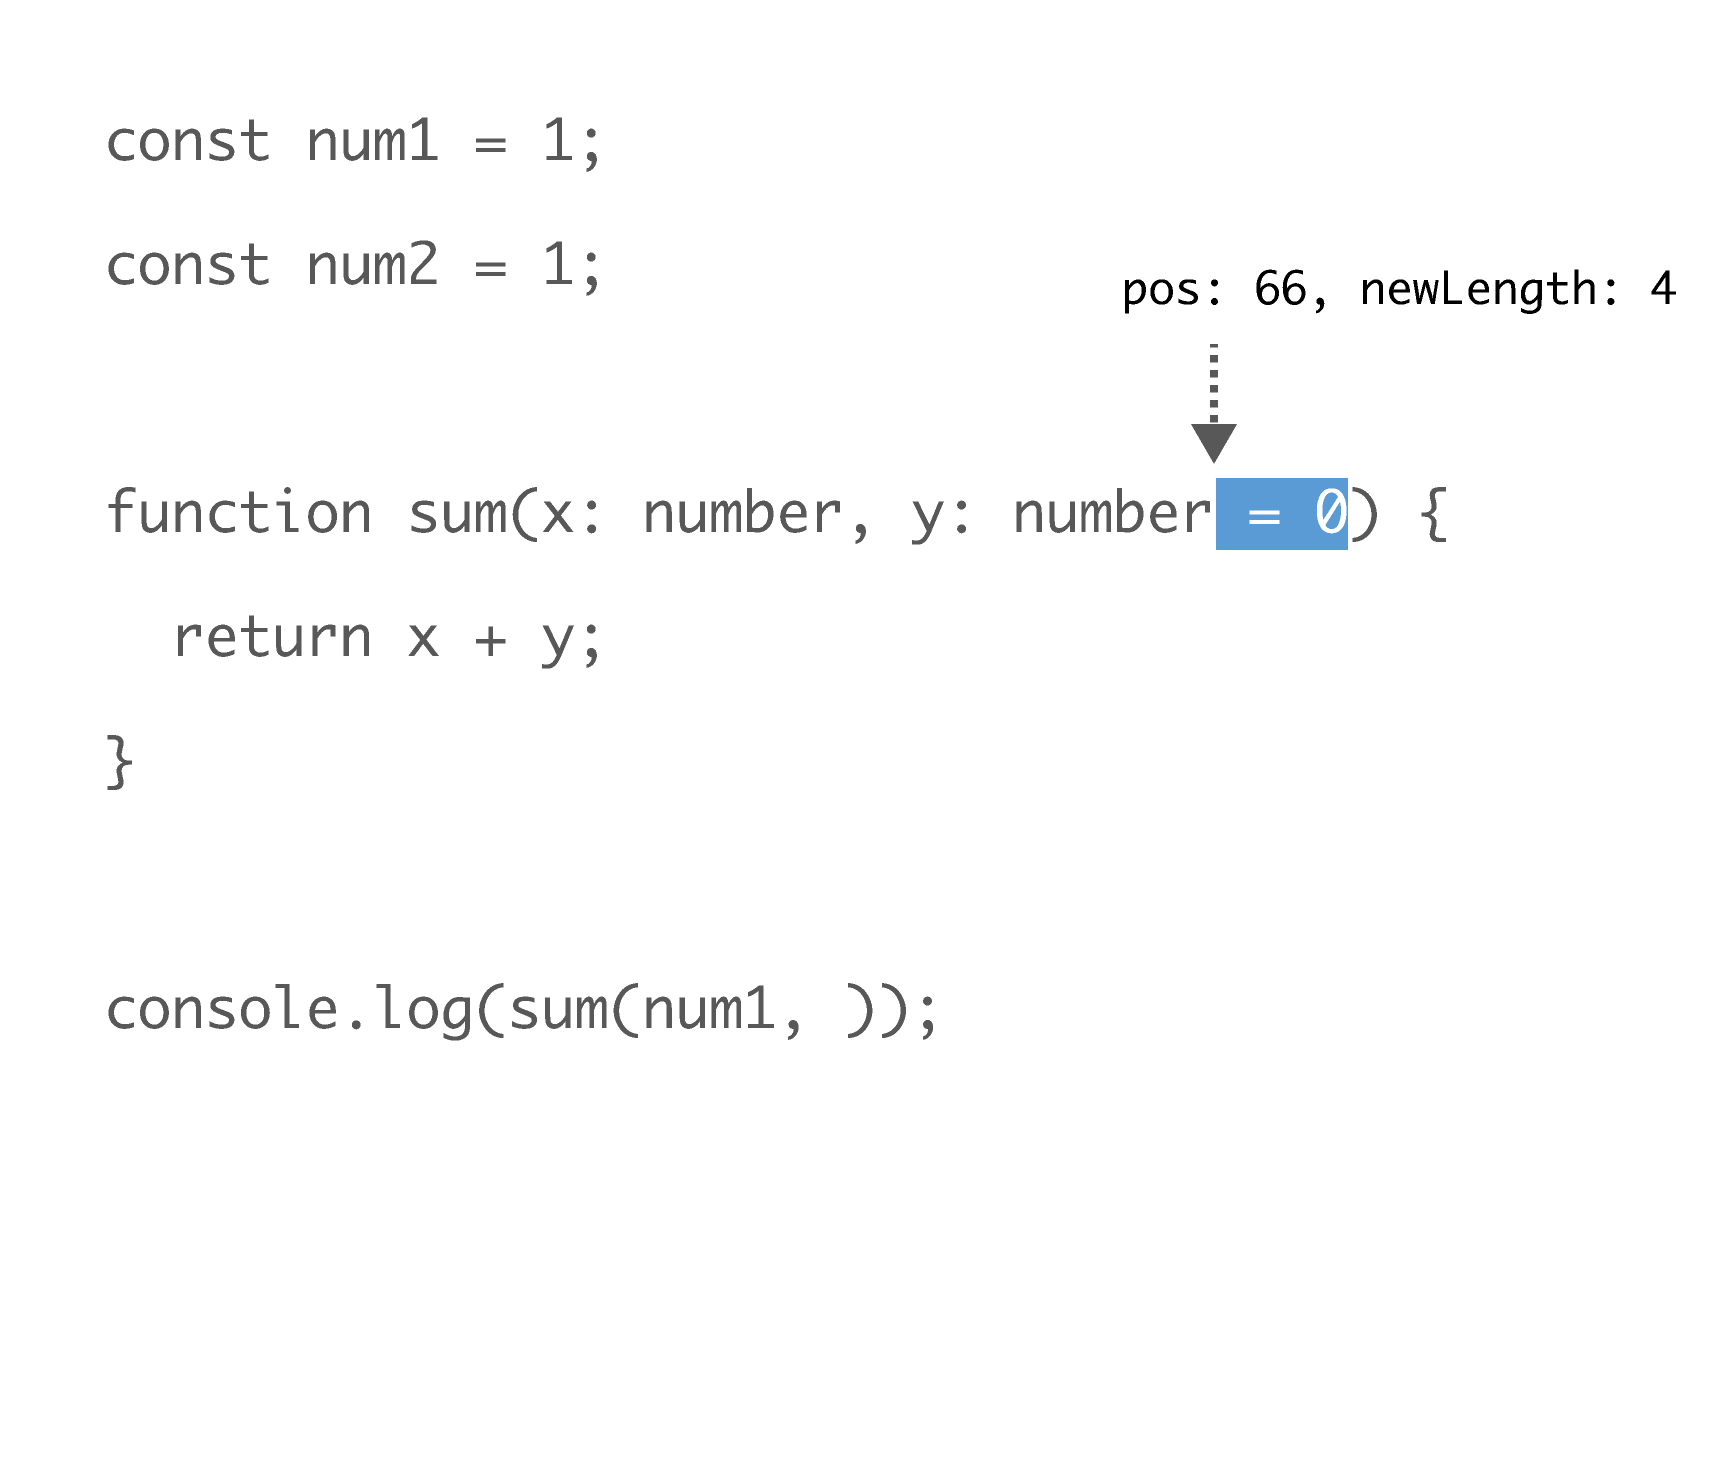 const num1 = 1;
const num2 = 1;
pos: 66, newLength: 4
function sum(x: number, y: number = 0) {
  return x + y;
}
console.log(sum(num1, ));